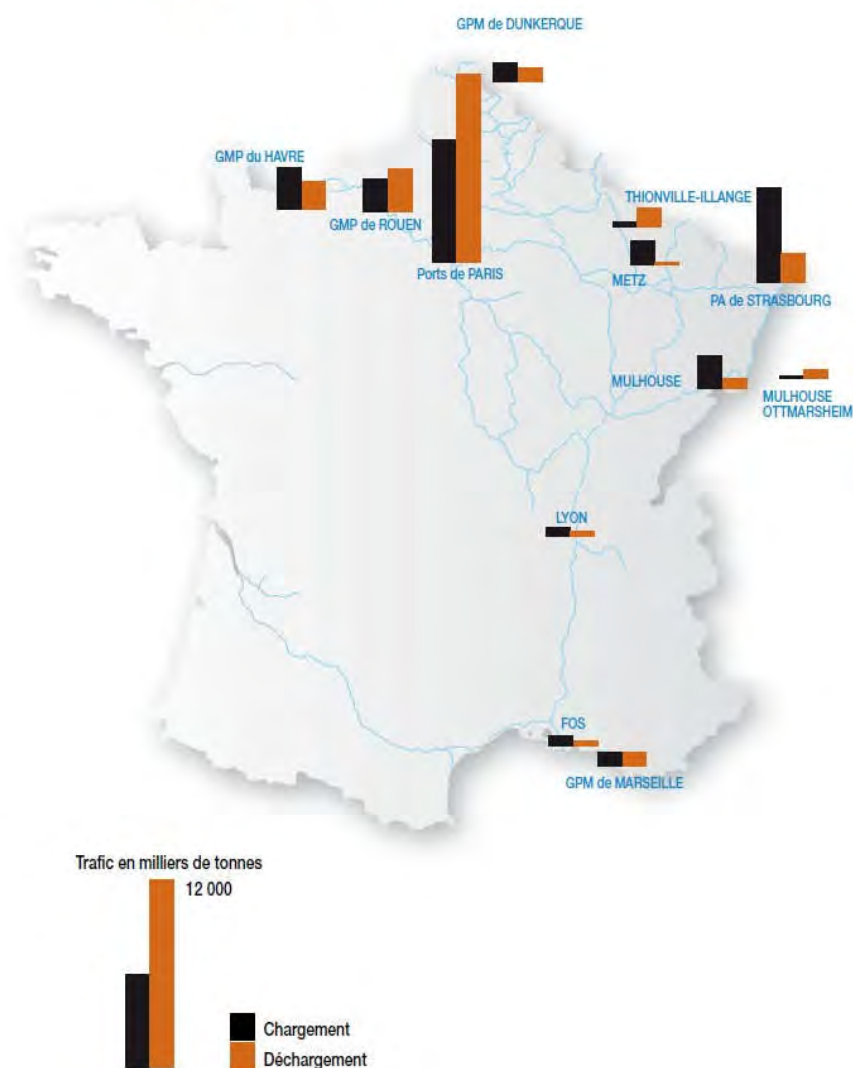 GPM de DUNKERQUE
GMP du HAVRE
GMP de ROUEN
Ports de PARIS
THIONVILLE-ILLANGE
METZ
PA de STRASBOURG
MULHOUSE
MULHOUSE
OTTMARSHEIM
LYON
FOS
GPM de MARSEILLE
Trafic en milliers de tonnes
12 000
Chargement
Déchargement